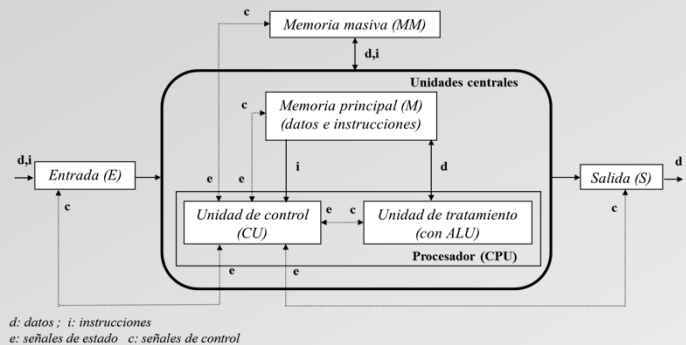 c
Memoria masiva (MM)
d,i
Unidades centrales
c
Memoria principal (M)
(datos e instrucciones)
d,i
Entrada (E)
d
Salida (S)
c
e
e
i
d
c
Unidad de control
(CU)
e
c
Unidad de tratamiento
(con ALU)
Procesador (CPU)
e
e
d: datos ; i: instrucciones
e: señales de estado c: señales de control